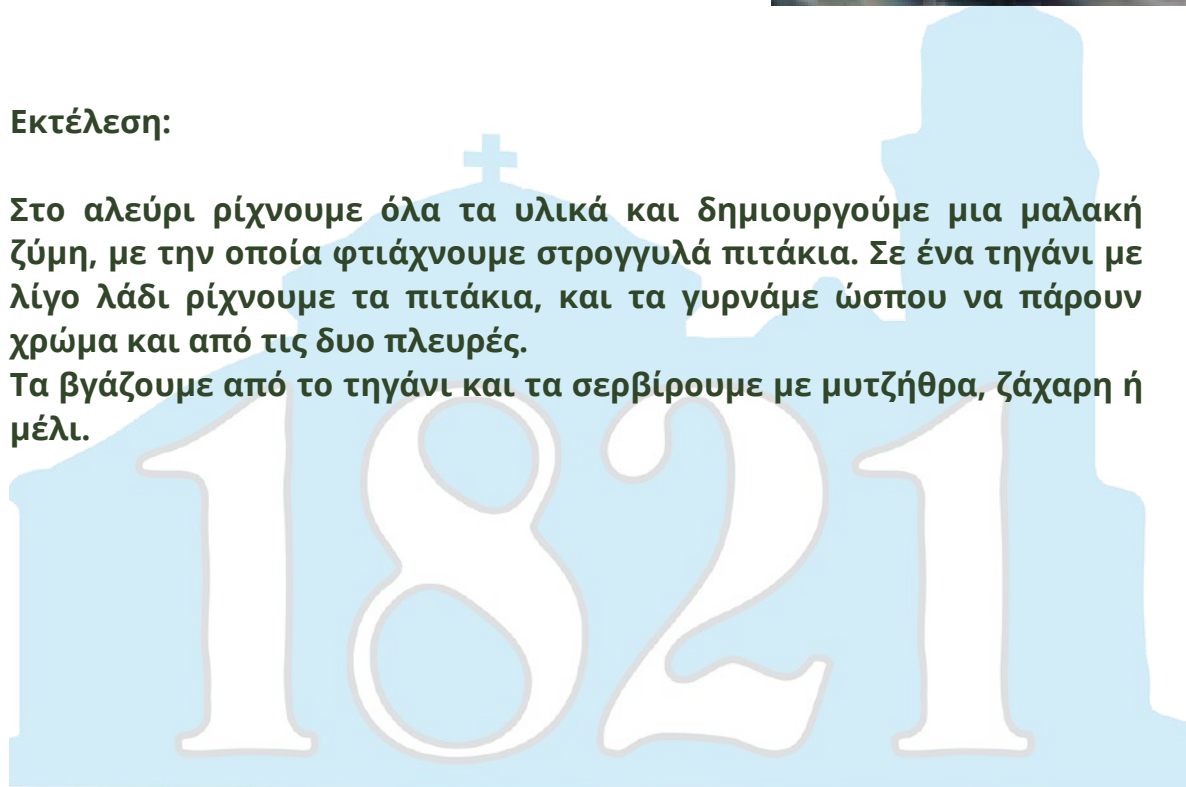 Εκτέλεση:
Στο αλεύρι ρίχνουμε όλα τα υλικά και δημιουργούμε μια μαλακή
ζύμη, με την οποία φτιάχνουμε στρογγυλά πιτάκια. Σε ένα τηγάνι με
λίγο λάδι ρίχνουμε τα πιτάκια, και τα γυρνάμε ώσπου να πάρουν
χρώμα και από τις δυο πλευρές.
Τα βγάζουμε από το τηγάνι και τα σερβίρουμε με μυτζήθρα, ζάχαρη ή
μέλι.
1821